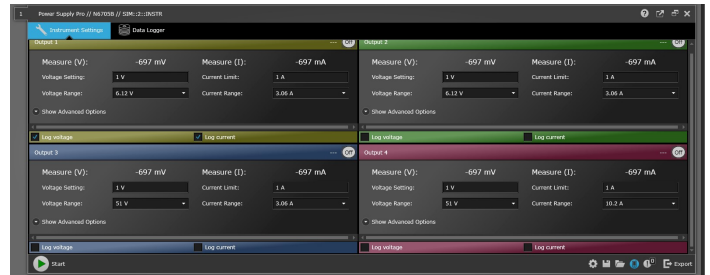 1 Power Supply Pro // N6705B // SIM::2::INSTR
Instrument Settings Data Logger
Output 1 Off
Measure (V): -697 mV Measure (I): -697 mA
Voltage Setting: 1 V Current Limit: 1 A
Voltage Range: 6.12 V Current Range: 3.06 A
Show Advanced Options
Log voltage Log current
Output 2 Off
Measure (V): -697 mV Measure (I): -697 mA
Voltage Setting: 1 V Current Limit: 1 A
Voltage Range: 6.12 V Current Range: 3.06 A
Show Advanced Options
Log voltage Log current
Output 3 Off
Measure (V): -697 mV Measure (I): -697 mA
Voltage Setting: 1 V Current Limit: 1 A
Voltage Range: 51 V Current Range: 3.06 A
Show Advanced Options
Log voltage Log current
Output 4 Off
Measure (V): -697 mV Measure (I): -697 mA
Voltage Setting: 1 V Current Limit: 1 A
Voltage Range: 51 V Current Range: 10.2 A
Show Advanced Options
Log voltage Log current
Start 0 Export